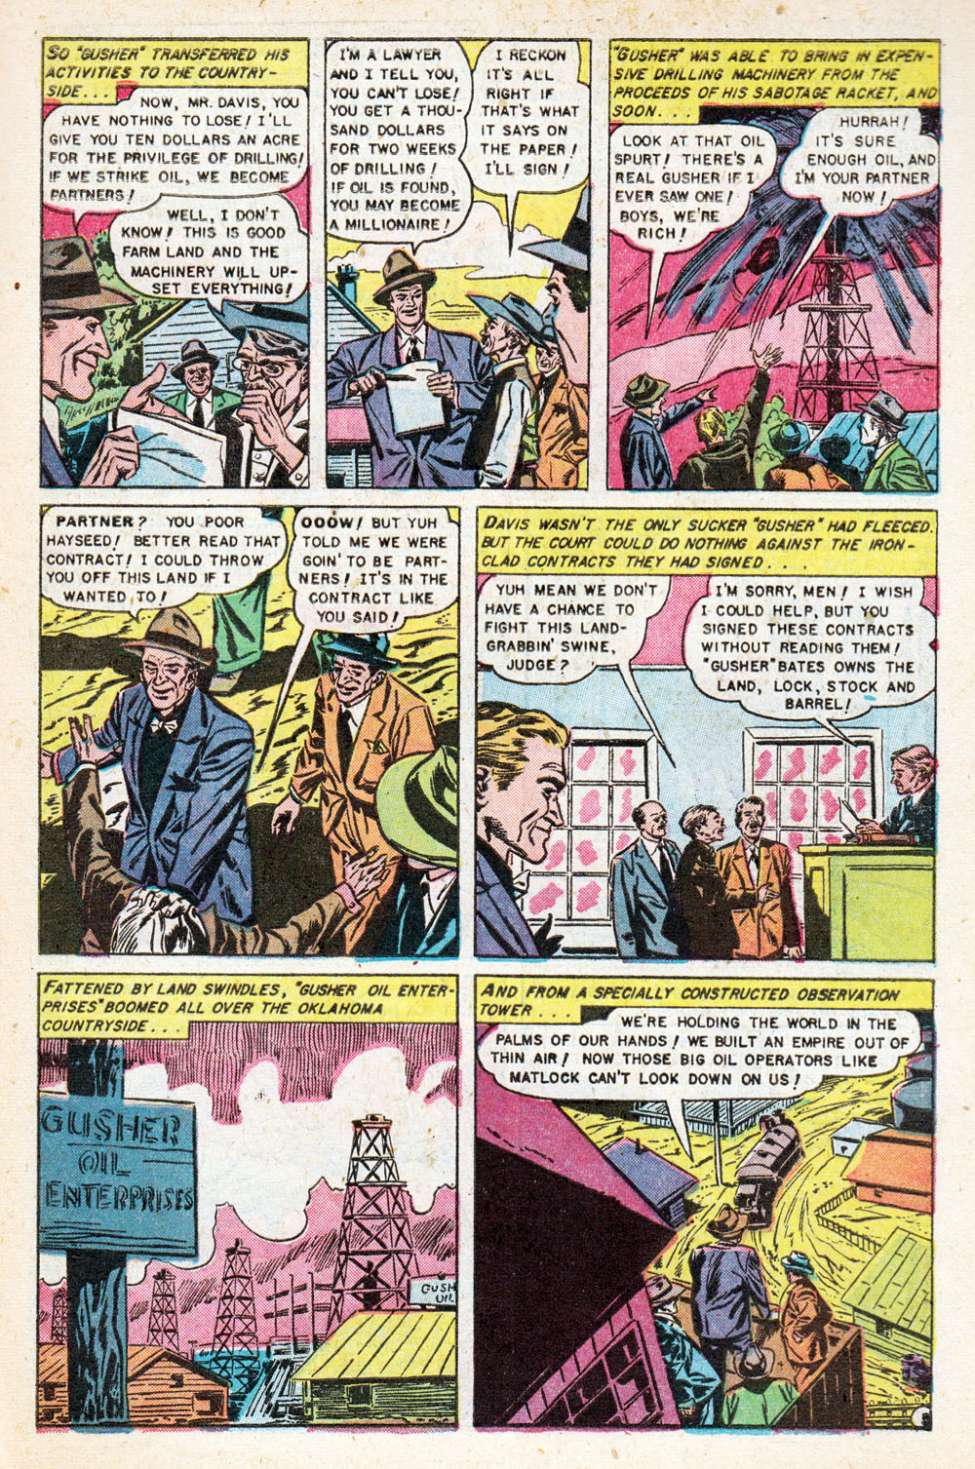 SO "GUSHER" TRANSFERRED HIS
ACTIVITIES TO THE COUNTRY-
SIDE...
NOW, MR. DAVIS, YOU
HAVE NOTHING TO LOSE! I'LL
GIVE YOU TEN DOLLARS AN ACRE
FOR THE PRIVILEGE OF DRILLING!
IF WE STRIKE OIL, WE BECOME
PARTNERS!
WELL, I DON'T
KNOW! THIS IS GOOD
FARM LAND AND THE
MACHINERY WILL UP-
SET EVERYTHING!
I'M A LAWYER
AND I TELL YOU,
YOU CAN'T LOSE!
YOU GET A THOU-
SAND DOLLARS
FOR TWO WEEKS
OF DRILLING!
IF OIL IS FOUND,
YOU MAY BECOME
A MILLIONAIRE!
I RECKON
IT'S ALL
RIGHT IF
THAT'S WHAT
IT SAYS ON
THE PAPER!
I'LL SIGN!
"GUSHER" WAS ABLE TO BRING IN EXPEN-
SIVE DRILLING MACHINERY FROM THE
PROCEEDS OF HIS SABOTAGE RACKET, AND
SOON...
LOOK AT THAT OIL
SPURT! THERE'S A
REAL GUSHER IF I
EVER SAW ONE!
BOYS, WE'RE
RICH!
HURRAH!
IT'S SURE
ENOUGH OIL, AND
I'M YOUR PARTNER
NOW!
PARTNER? YOU POOR
HAYSEED! BETTER READ THAT
CONTRACT! I COULD THROW
YOU OFF THIS LAND IF I
WANTED TO!
OOOW! BUT YUH
TOLD ME WE WERE
GOIN' TO BE PART-
NERS! IT'S IN THE
CONTRACT LIKE
YOU SAID!
DAVIS WASN'T THE ONLY SUCKER "GUSHER" HAD FLEECED.
BUT THE COURT COULD DO NOTHING AGAINST THE IRON-
CLAD CONTRACTS THEY HAD SIGNED...
YUH MEAN WE DON'T
HAVE A CHANCE TO
FIGHT THIS LAND-
GRABBIN' SWINE,
JUDGE?
I'M SORRY, MEN! I WISH
I COULD HELP, BUT YOU
SIGNED THESE CONTRACTS
WITHOUT READING THEM!
"GUSHER" BATES OWNS THE
LAND, LOCK, STOCK AND
BARREL!
FATTENED BY LAND SWINDLES, "GUSHER OIL ENTER-
PRISES" BOOMED ALL OVER THE OKLAHOMA
COUNTRYSIDE...
GUSHER
OIL
ENTERPRISES
GUSH
OIL
AND FROM A SPECIALLY CONSTRUCTED OBSERVATION
TOWER...
WE'RE HOLDING THE WORLD IN THE
PALMS OF OUR HANDS! WE BUILT AN EMPIRE OUT OF
THIN AIR! NOW THOSE BIG OIL OPERATORS LIKE
MATLOCK CAN'T LOOK DOWN ON US!